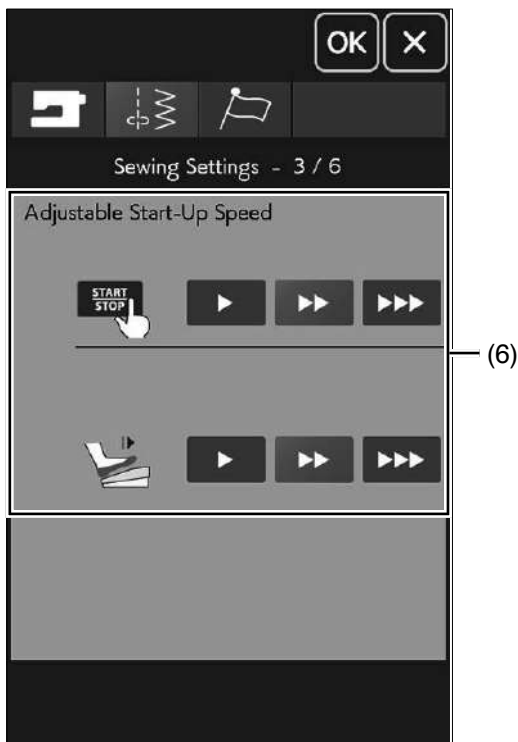 OK
Sewing Settings - 3 / 6
Adjustable Start-Up Speed
START
STOP
(6)